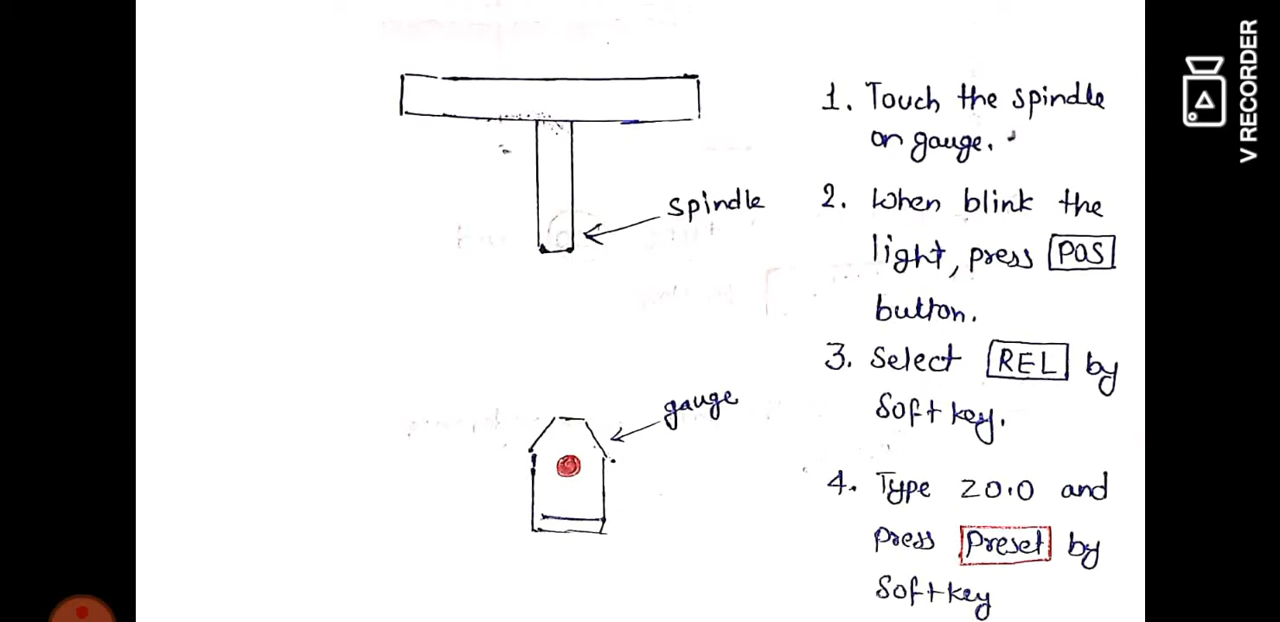 spindle
gauge
1. Touch the spindle
on gauge.
2. When blink the
light, press POS
button.
3. Select REL by
Soft key.
4. Type Z0.0 and
press Preset by
Softkey
V RECORDER